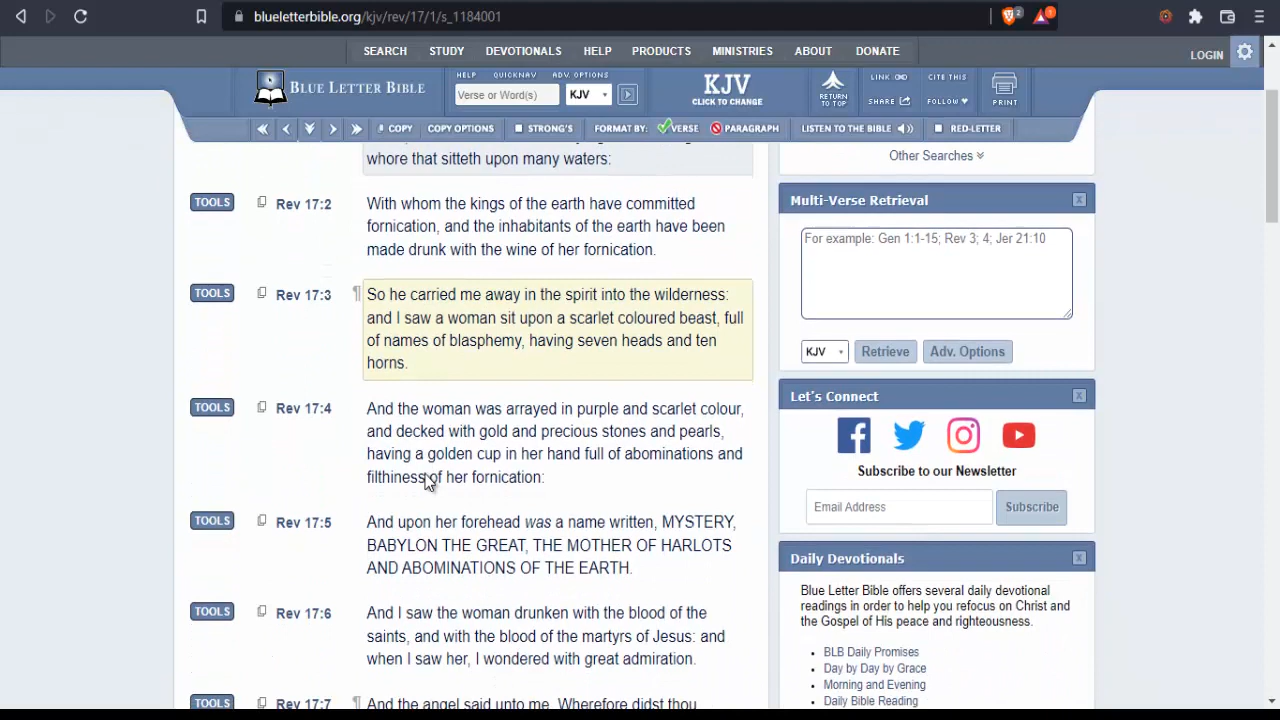 blueletterbible.org/kjv/rev/17/1/s_1184001
2
1
SEARCH STUDY DEVOTIONALS HELP PRODUCTS MINISTRIES ABOUT DONATE
LOGIN
BLUE LETTER BIBLE
HELP QUICKNAV ADV. OPTIONS
Verse or Word(s)
KJV
KJV
CLICK TO CHANGE
RETURN
TO TOP
LINK
SHARE
CITE THIS
FOLLOW
PRINT
COPY COPY OPTIONS STRONG'S FORMAT BY: VERSE PARAGRAPH LISTEN TO THE BIBLE RED-LETTER
whore that sitteth upon many waters:
TOOLS Rev 17:2 With whom the kings of the earth have committed
fornication, and the inhabitants of the earth have been
made drunk with the wine of her fornication.
TOOLS Rev 17:3 ¶ So he carried me away in the spirit into the wilderness:
and I saw a woman sit upon a scarlet coloured beast, full
of names of blasphemy, having seven heads and ten
horns.
TOOLS Rev 17:4 And the woman was arrayed in purple and scarlet colour,
and decked with gold and precious stones and pearls,
having a golden cup in her hand full of abominations and
filthiness of her fornication:
TOOLS Rev 17:5 And upon her forehead was a name written, MYSTERY,
BABYLON THE GREAT, THE MOTHER OF HARLOTS
AND ABOMINATIONS OF THE EARTH.
TOOLS Rev 17:6 And I saw the woman drunken with the blood of the
saints, and with the blood of the martyrs of Jesus: and
when I saw her, I wondered with great admiration.
TOOLS Rev 17:7 ¶ And the angel said unto me, Wherefore didst thou
Other Searches
Multi-Verse Retrieval
For example: Gen 1:1-15; Rev 3; 4; Jer 21:10
KJV Retrieve Adv. Options
Let's Connect
Subscribe to our Newsletter
Email Address Subscribe
Daily Devotionals
Blue Letter Bible offers several daily devotional
readings in order to help you refocus on Christ and
the Gospel of His peace and righteousness.
BLB Daily Promises
Day by Day by Grace
Morning and Evening
Daily Bible Reading